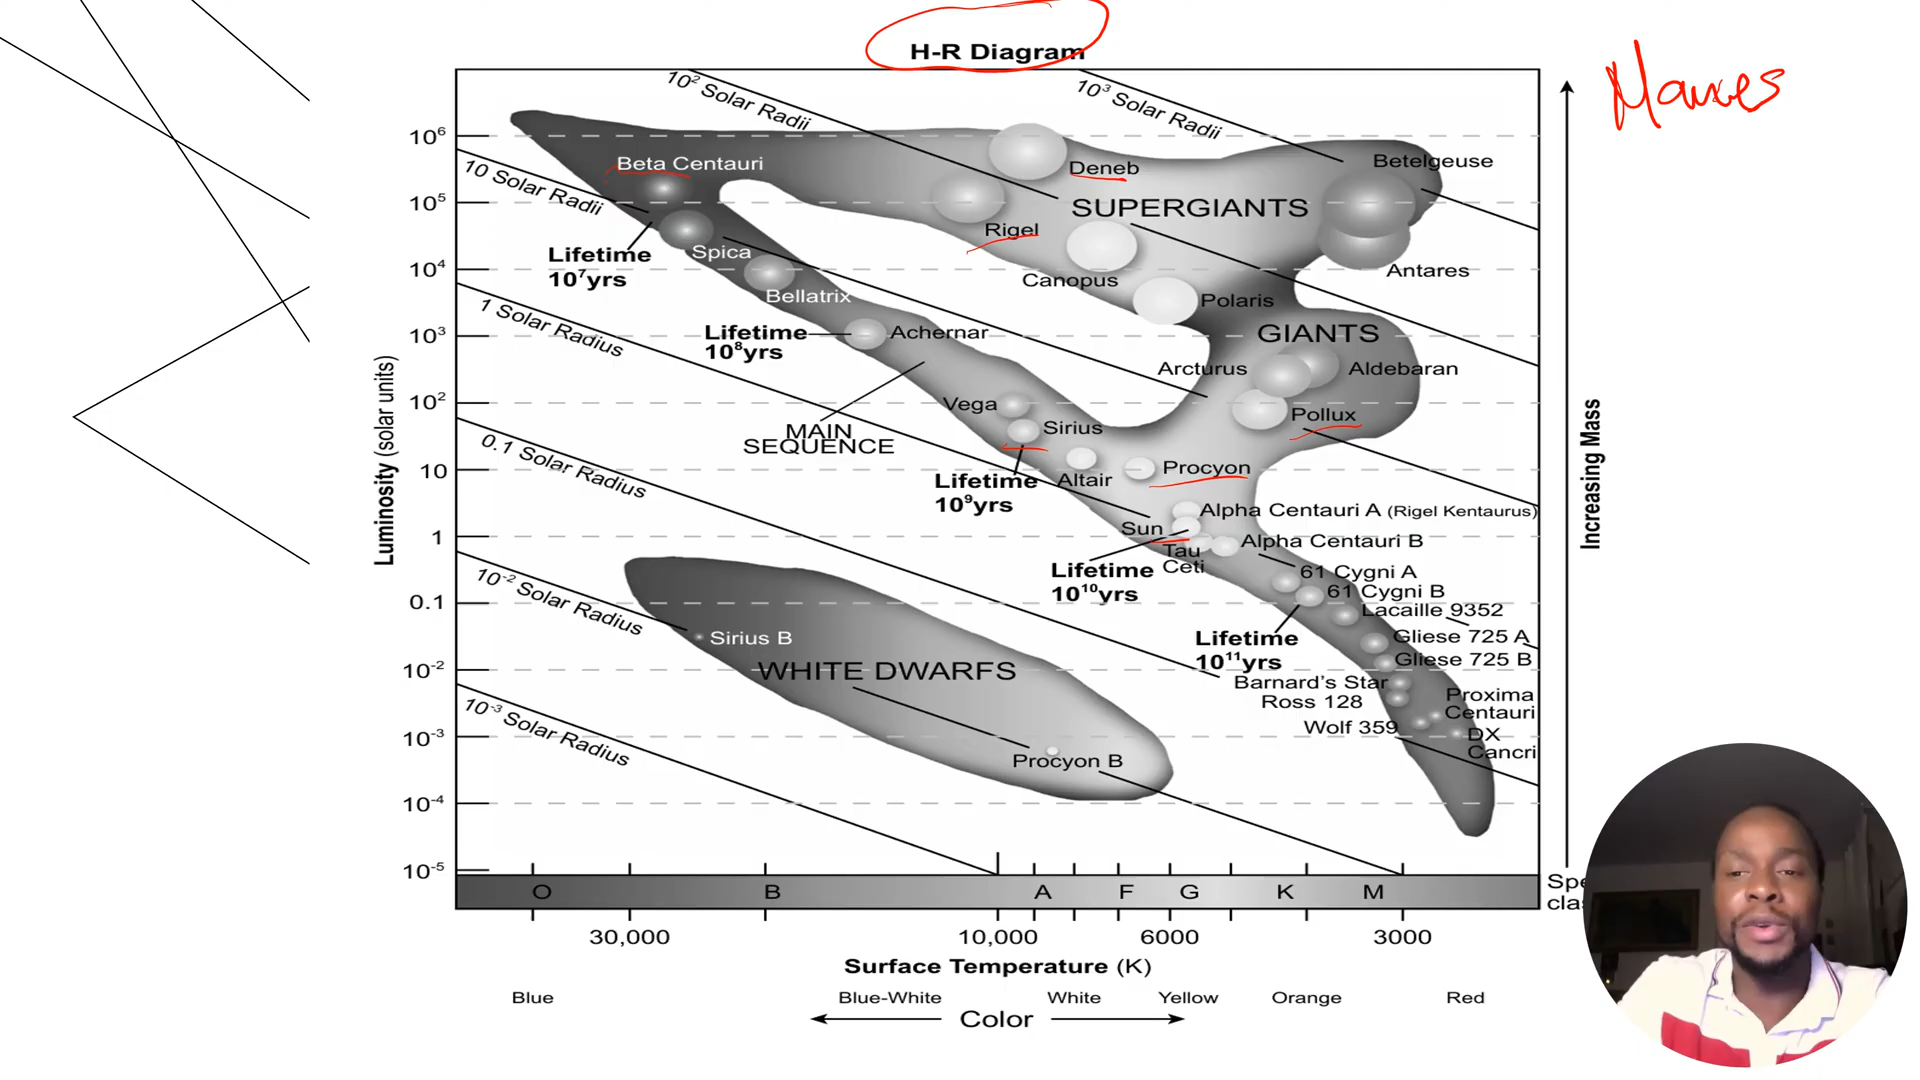 H-R Diagram
Names
10² Solar Radii
10³ Solar Radii
10 Solar Radii
1 Solar Radius
0.1 Solar Radius
10⁻² Solar Radius
10⁻³ Solar Radius
Luminosity (solar units)
10⁶
10⁵
10⁴
10³
10²
10
1
0.1
10⁻²
10⁻³
10⁻⁴
10⁻⁵
Beta Centauri
Deneb
Betelgeuse
SUPERGIANTS
Rigel
Spica
Lifetime
10⁷yrs
Canopus
Antares
Bellatrix
Polaris
Lifetime
10⁸yrs
Achernar
GIANTS
Arcturus
Aldebaran
Vega
Pollux
Sirius
MAIN
SEQUENCE
Procyon
Altair
Lifetime
10⁹yrs
Alpha Centauri A (Rigel Kentaurus)
Sun
Alpha Centauri B
Tau
Ceti
Lifetime
10¹⁰yrs
61 Cygni A
61 Cygni B
Lacaille 9352
Gliese 725 A
Gliese 725 B
Lifetime
10¹¹yrs
Barnard's Star
Ross 128
Proxima
Centauri
Wolf 359
DX
Cancri
Sirius B
WHITE DWARFS
Procyon B
Increasing Mass
O B A F G K M
30,000 10,000 6000 3000
Surface Temperature (K)
Blue Blue-White White Yellow Orange Red
Color